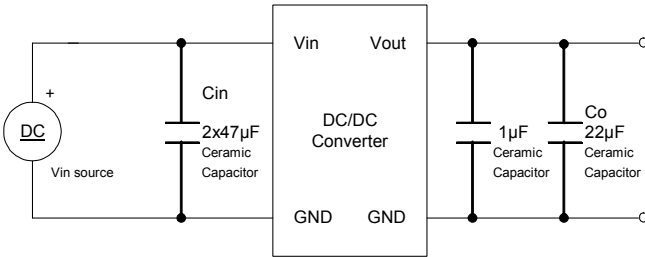 Vin Vout
+
Cin
2x47µF
Ceramic
Capacitor
DC
Vin source
DC/DC
Converter
1µF
Ceramic
Capacitor
Co
22µF
Ceramic
Capacitor
GND GND